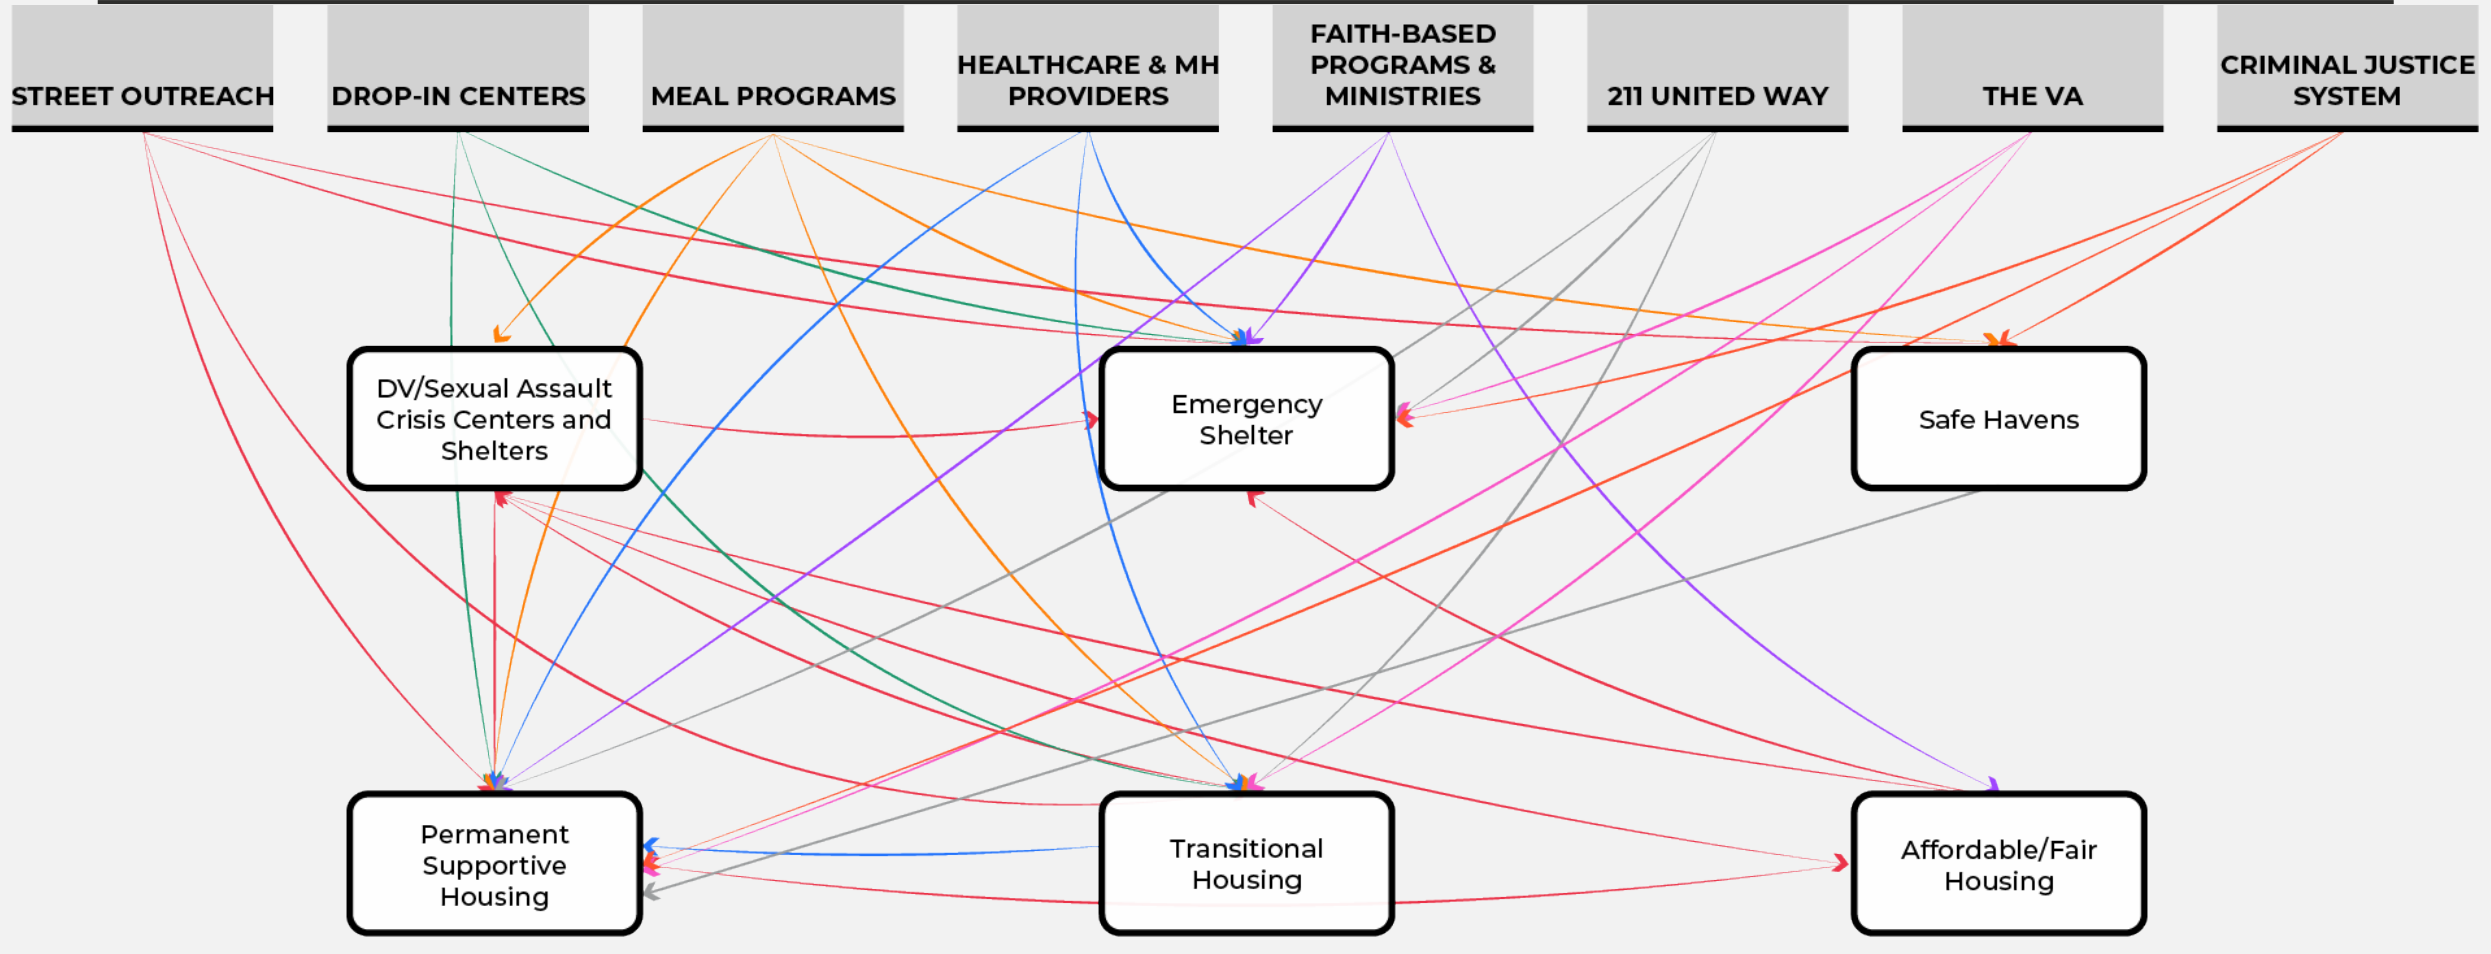 STREET OUTREACH
DROP-IN CENTERS
MEAL PROGRAMS
HEALTHCARE & MH
PROVIDERS
FAITH-BASED
PROGRAMS &
MINISTRIES
211 UNITED WAY
THE VA
CRIMINAL JUSTICE
SYSTEM
DV/Sexual Assault
Crisis Centers and
Shelters
Emergency
Shelter
Safe Havens
Permanent
Supportive
Housing
Transitional
Housing
Affordable/Fair
Housing